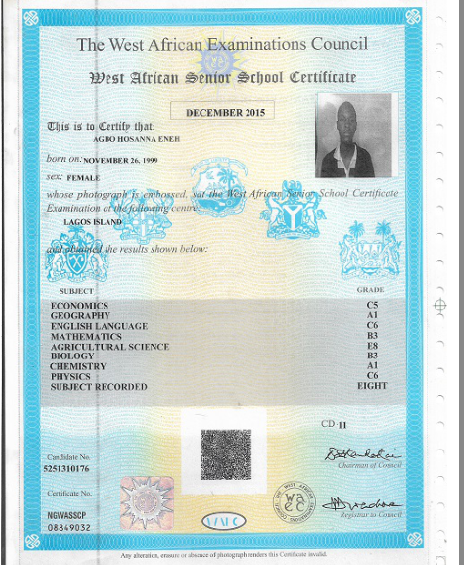 The West African Examinations Council
West African Senior School Certificate
DECEMBER 2015
This is to Certify that
AGBO HOSANNA ENEH
born on: NOVEMBER 26, 1999
sex: FEMALE
whose photograph is embossed, sat the West African Senior School Certificate
Examination at the following centre
LAGOS ISLAND
and obtained the results shown below:
SUBJECT GRADE
ECONOMICS C5
GEOGRAPHY A1
ENGLISH LANGUAGE C6
MATHEMATICS B3
AGRICULTURAL SCIENCE E8
BIOLOGY B3
CHEMISTRY A1
PHYSICS C6
SUBJECT RECORDED EIGHT
CD II
Candidate No.
5251310176
Chairman of Council
Certificate No:
NGWASSCP
08349032
WAEC
Registrar to Council
Any alteration, erasure or absence of photograph renders this Certificate invalid.